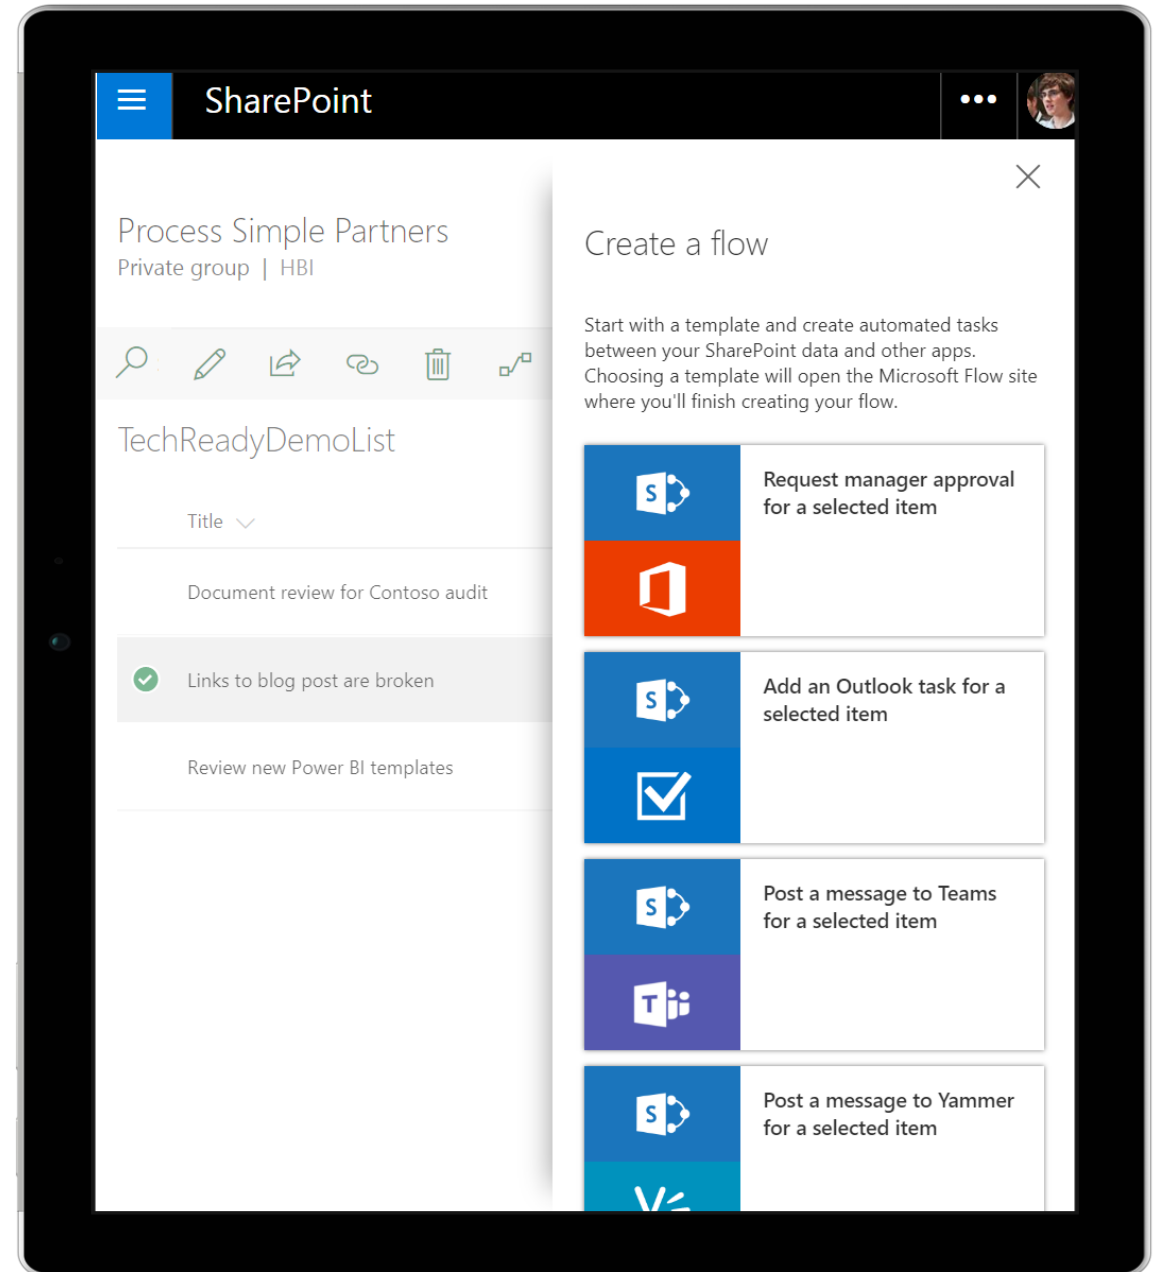 SharePoint
Process Simple Partners
Private group | HBI
TechReadyDemoList
Title
Document review for Contoso audit
Links to blog post are broken
Review new Power BI templates
Create a flow
Start with a template and create automated tasks
between your SharePoint data and other apps.
Choosing a template will open the Microsoft Flow site
where you'll finish creating your flow.
S
Request manager approval
for a selected item
S
Add an Outlook task for a
selected item
S
Post a message to Teams
for a selected item
T
S
Post a message to Yammer
for a selected item